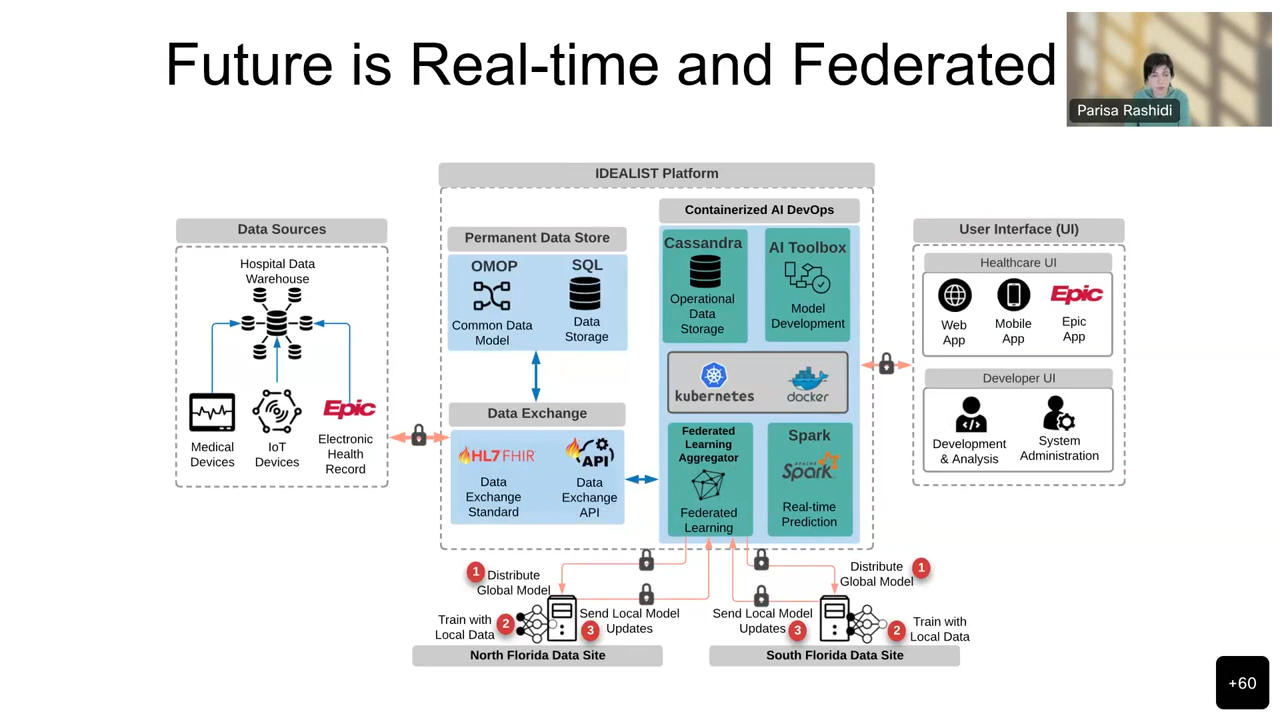 Future is Real-time and Federated
Parisa Rashidi
IDEALIST Platform
Data Sources
Hospital Data
Warehouse
Medical
Devices
IoT
Devices
Epic
Electronic
Health
Record
Permanent Data Store
OMOP
Common Data
Model
SQL
Data
Storage
Data Exchange
HL7 FHIR
Data
Exchange
Standard
API
Data
Exchange
API
Containerized AI DevOps
Cassandra
Operational
Data
Storage
AI Toolbox
Model
Development
kubernetes
docker
Federated
Learning
Aggregator
Federated
Learning
Spark
APACHE
Spark
Real-time
Prediction
User Interface (UI)
Healthcare UI
Web
App
Mobile
App
Epic
Epic
App
Developer UI
Development
& Analysis
System
Administration
1
Distribute
Global Model
Train with
Local Data
2
Send Local Model
Updates
3
North Florida Data Site
Distribute
Global Model
1
Send Local Model
Updates
3
2
Train with
Local Data
South Florida Data Site
+60